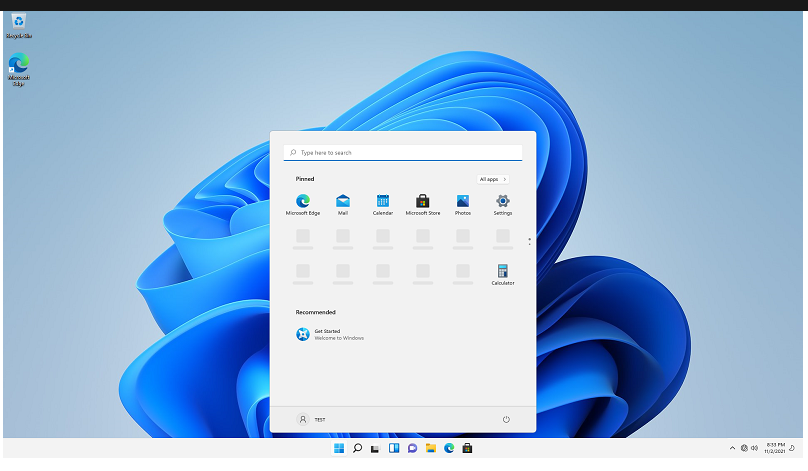 Recycle Bin
Microsoft
Edge
Type here to search
Pinned
All apps >
Microsoft Edge
Mail
Calendar
Microsoft Store
Photos
Settings
Calculator
Recommended
Get Started
Welcome to Windows
TEST
8:33 PM
11/2/2021